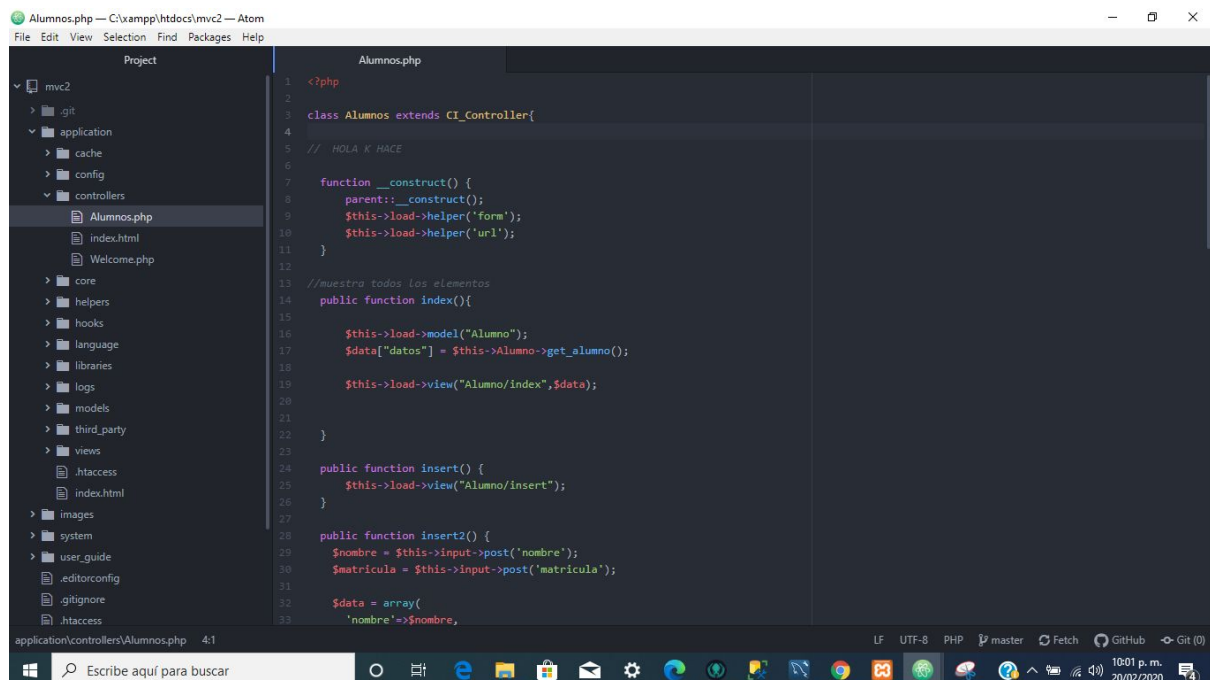 Alumnos.php — C:\xampp\htdocs\mvc2 — Atom
File Edit View Selection Find Packages Help
Project
mvc2
.git
application
cache
config
controllers
Alumnos.php
index.html
Welcome.php
core
helpers
hooks
language
libraries
logs
models
third_party
views
.htaccess
index.html
images
system
user_guide
.editorconfig
.gitignore
.htaccess
Alumnos.php
1 <?php
2
3 class Alumnos extends CI_Controller{
4
5 // HOLA K HACE
6
7 function __construct() {
8 parent::__construct();
9 $this->load->helper('form');
10 $this->load->helper('url');
11 }
12
13 //muestra todos los elementos
14 public function index(){
15
16 $this->load->model("Alumno");
17 $data["datos"] = $this->Alumno->get_alumno();
18
19 $this->load->view("Alumno/index",$data);
20
21
22 }
23
24 public function insert() {
25 $this->load->view("Alumno/insert");
26 }
27
28 public function insert2() {
29 $nombre = $this->input->post('nombre');
30 $matricula = $this->input->post('matricula');
31
32 $data = array(
33 'nombre'=>$nombre,
application\controllers\Alumnos.php 4:1
LF UTF-8 PHP master Fetch GitHub Git (0)
Escribe aquí para buscar
10:01 p. m.
20/02/2020
4